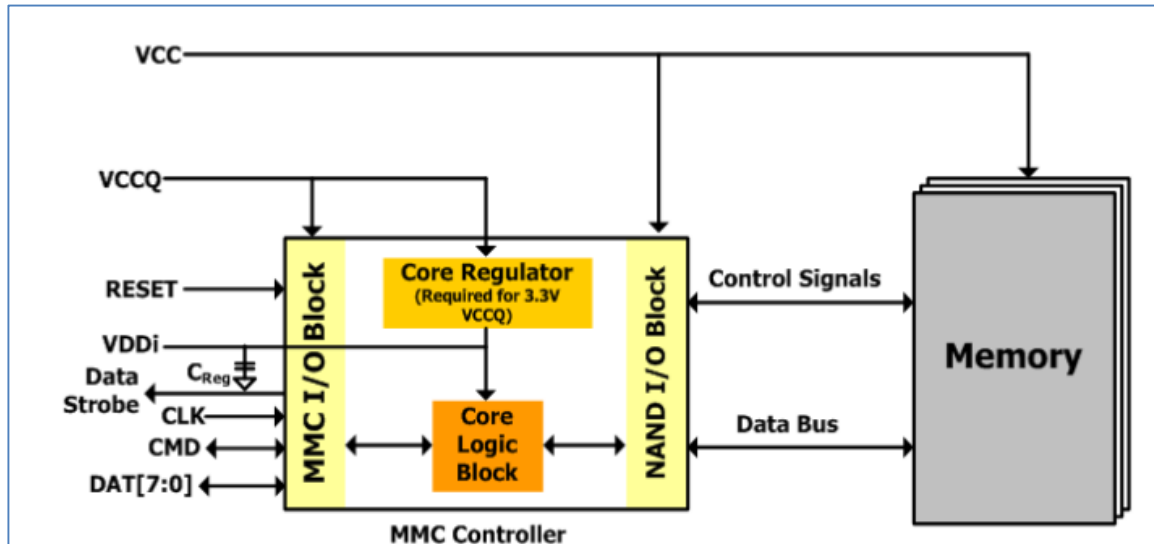 VCC
VCCQ
Core Regulator
(Required for 3.3V
VCCQ)
RESET
VDDi
CReg
Data
Strobe
CLK
CMD
DAT[7:0]
MMC I/O Block
Core
Logic
Block
NAND I/O Block
Control Signals
Data Bus
Memory
MMC Controller